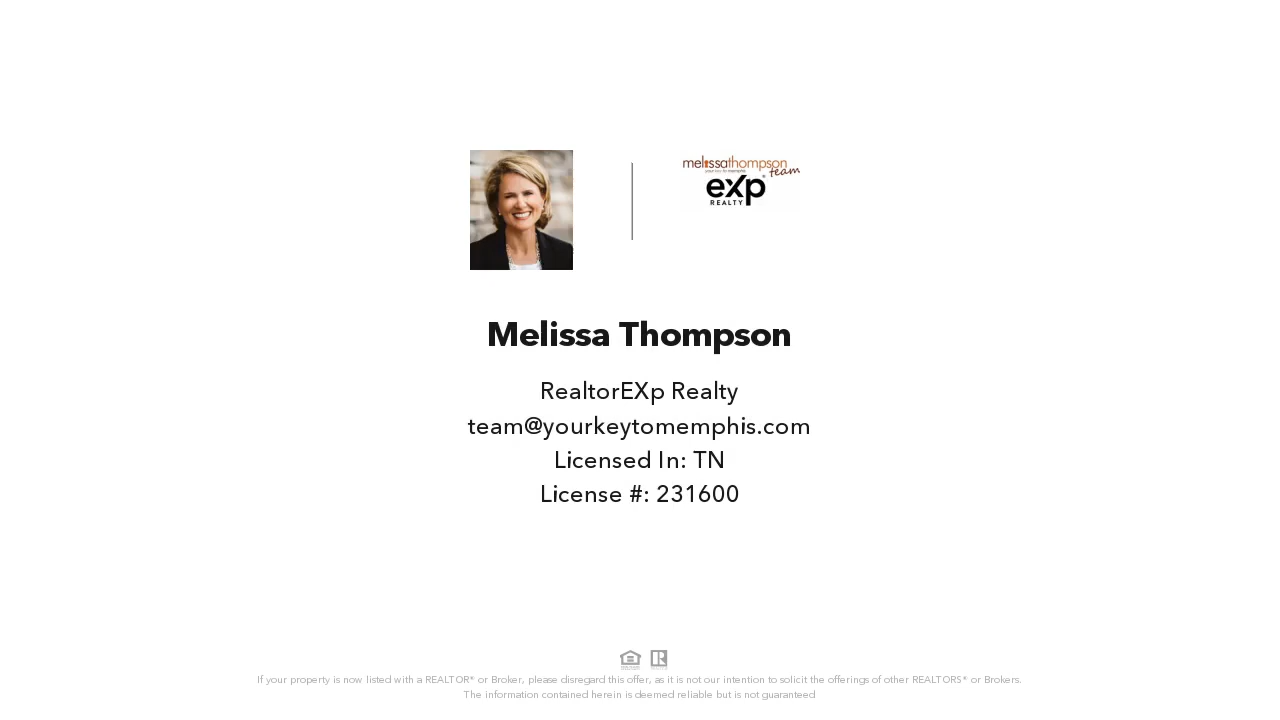 melissathompson
team
eXp
REALTY
Melissa Thompson
RealtorEXp Realty
team@yourkeytomemphis.com
Licensed In: TN
License #: 231600
If your property is now listed with a REALTOR® or Broker, please disregard this offer, as it is not our intention to solicit the offerings of other REALTORS® or Brokers.
The information contained herein is deemed reliable but is not guaranteed